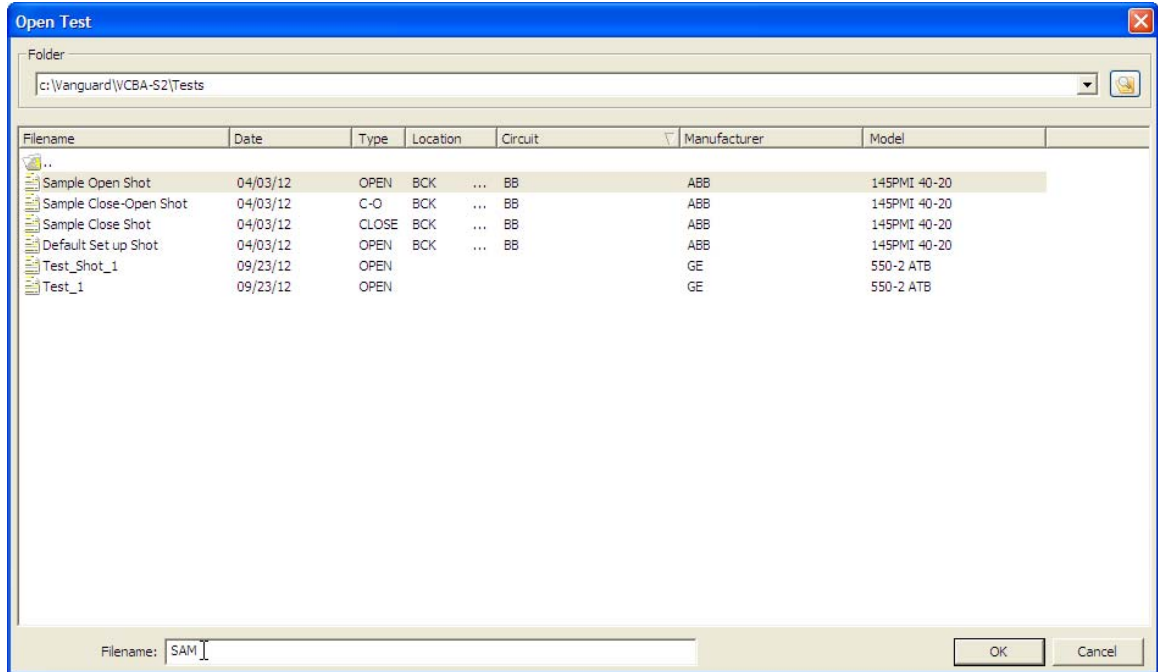 Open Test
Folder
c:\Vanguard\VCBA-S2\Tests
Filename Date Type Location Circuit Manufacturer Model
..
Sample Open Shot 04/03/12 OPEN BCK ... BB ABB 145PMI 40-20
Sample Close-Open Shot 04/03/12 C-O BCK ... BB ABB 145PMI 40-20
Sample Close Shot 04/03/12 CLOSE BCK ... BB ABB 145PMI 40-20
Default Set up Shot 04/03/12 OPEN BCK ... BB ABB 145PMI 40-20
Test_Shot_1 09/23/12 OPEN GE 550-2 ATB
Test_1 09/23/12 OPEN GE 550-2 ATB
Filename: SAM OK Cancel